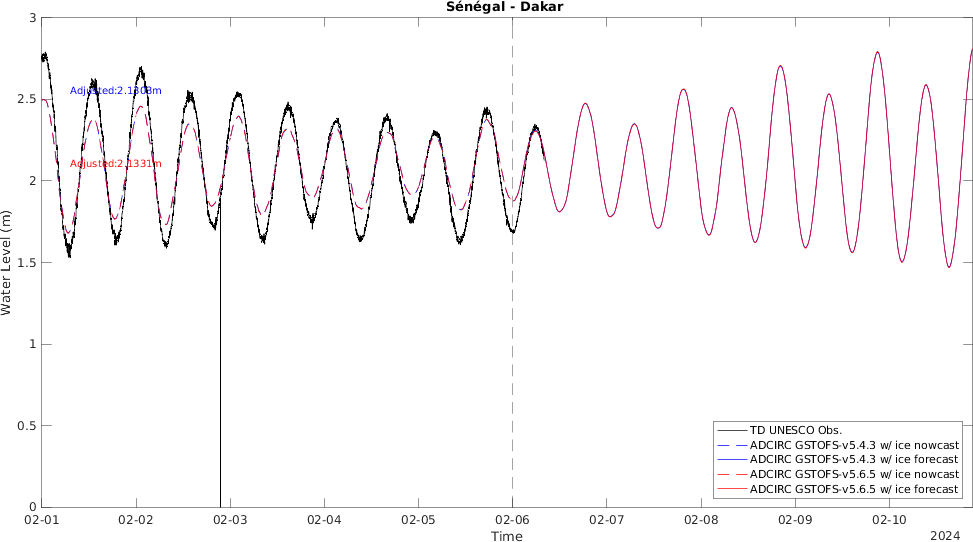 Sénégal - Dakar
3
2.5
2
1.5
1
0.5
0
Water Level (m)
Adjusted:2.1308m
Adjusted:2.1331m
TD UNESCO Obs.
ADCIRC GSTOFS-v5.4.3 w/ ice nowcast
ADCIRC GSTOFS-v5.4.3 w/ ice forecast
ADCIRC GSTOFS-v5.6.5 w/ ice nowcast
ADCIRC GSTOFS-v5.6.5 w/ ice forecast
02-01 02-02 02-03 02-04 02-05 02-06 02-07 02-08 02-09 02-10
Time
2024